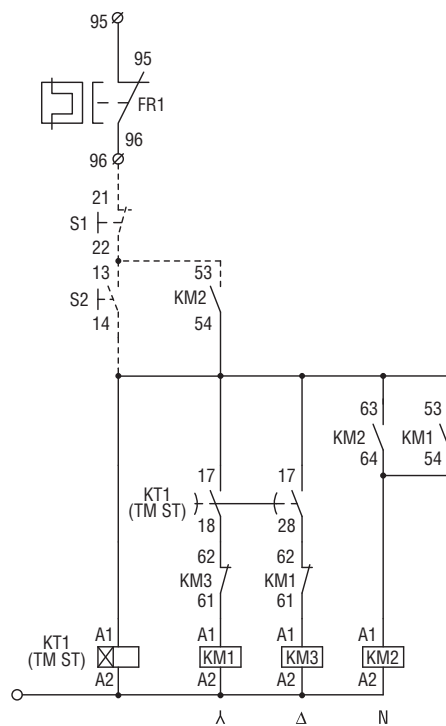 95
95
FR1
96
96
21
S1
22
13 53
S2 KM2
14 54
63 53
KM2 KM1
64 54
17 17
KT1
(TM ST)
18 28
62 62
KM3 KM1
61 61
KT1
(TM ST)
A1 A1 A1 A1
KM1 KM3 KM2
A2 A2 A2 A2
⅄ Δ N